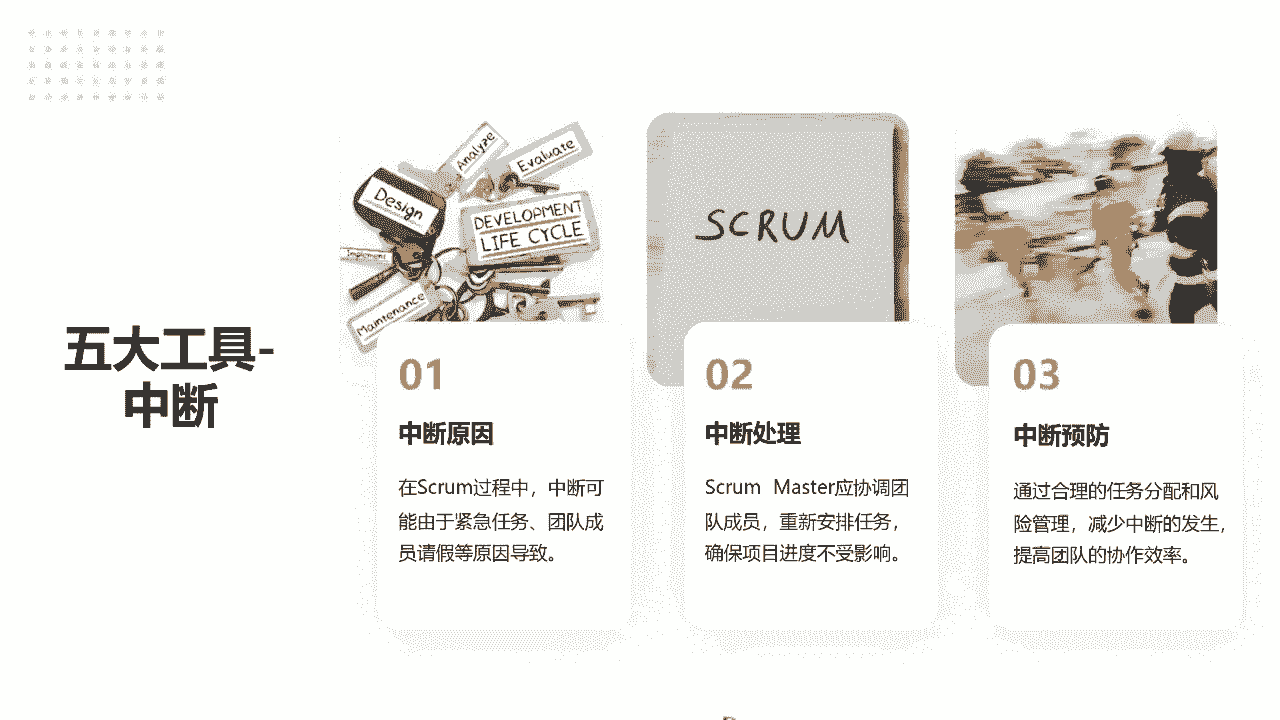 五大工具-
中断
Analyze
Evaluate
Design
DEVELOPMENT
LIFE CYCLE
Maintenance
SCRUM
01
中断原因
在Scrum过程中，中断可
能由于紧急任务、团队成
员请假等原因导致。
02
中断处理
Scrum Master应协调团
队成员，重新安排任务，
确保项目进度不受影响。
03
中断预防
通过合理的任务分配和风
险管理，减少中断的发生，
提高团队的协作效率。